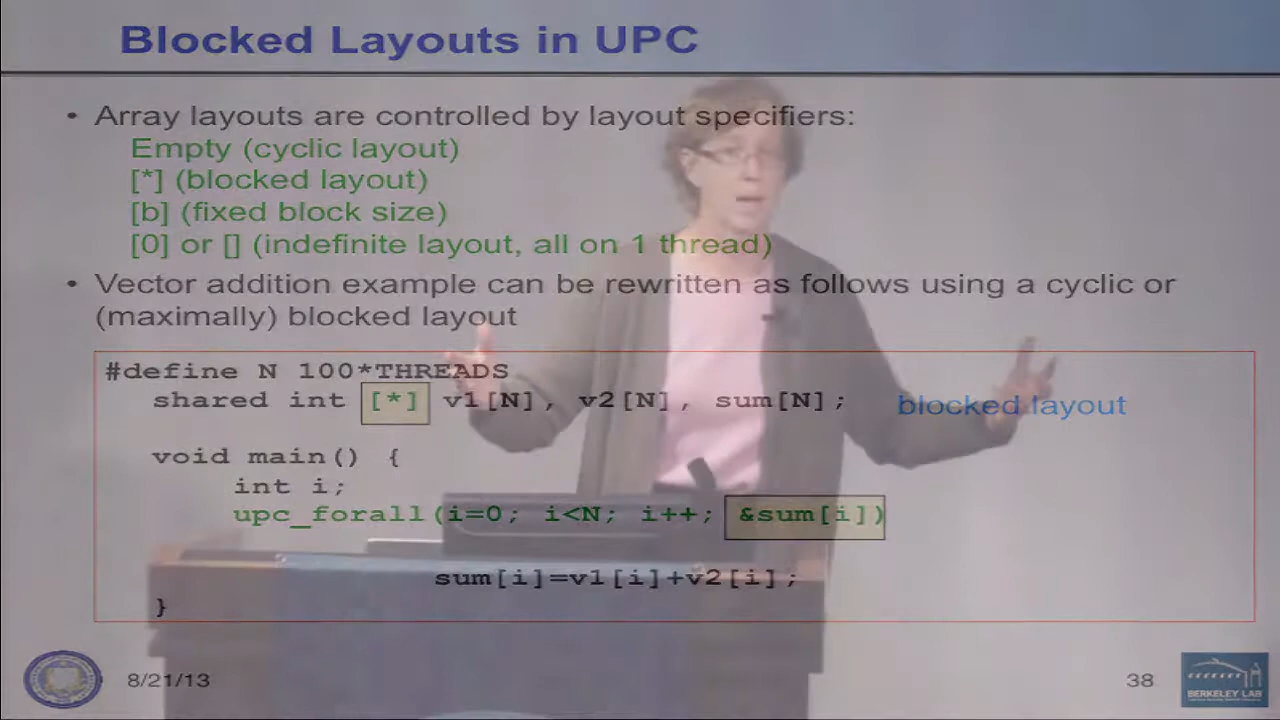 Blocked Layouts in UPC
• Array layouts are controlled by layout specifiers:
Empty (cyclic layout)
[*] (blocked layout)
[b] (fixed block size)
[0] or [] (indefinite layout, all on 1 thread)
• Vector addition example can be rewritten as follows using a cyclic or
(maximally) blocked layout
#define N 100*THREADS
shared int [*] v1[N], v2[N], sum[N]; blocked layout
void main() {
int i;
upc_forall(i=0; i<N; i++; &sum[i])
sum[i]=v1[i]+v2[i];
}
8/21/13 38
BERKELEY LAB